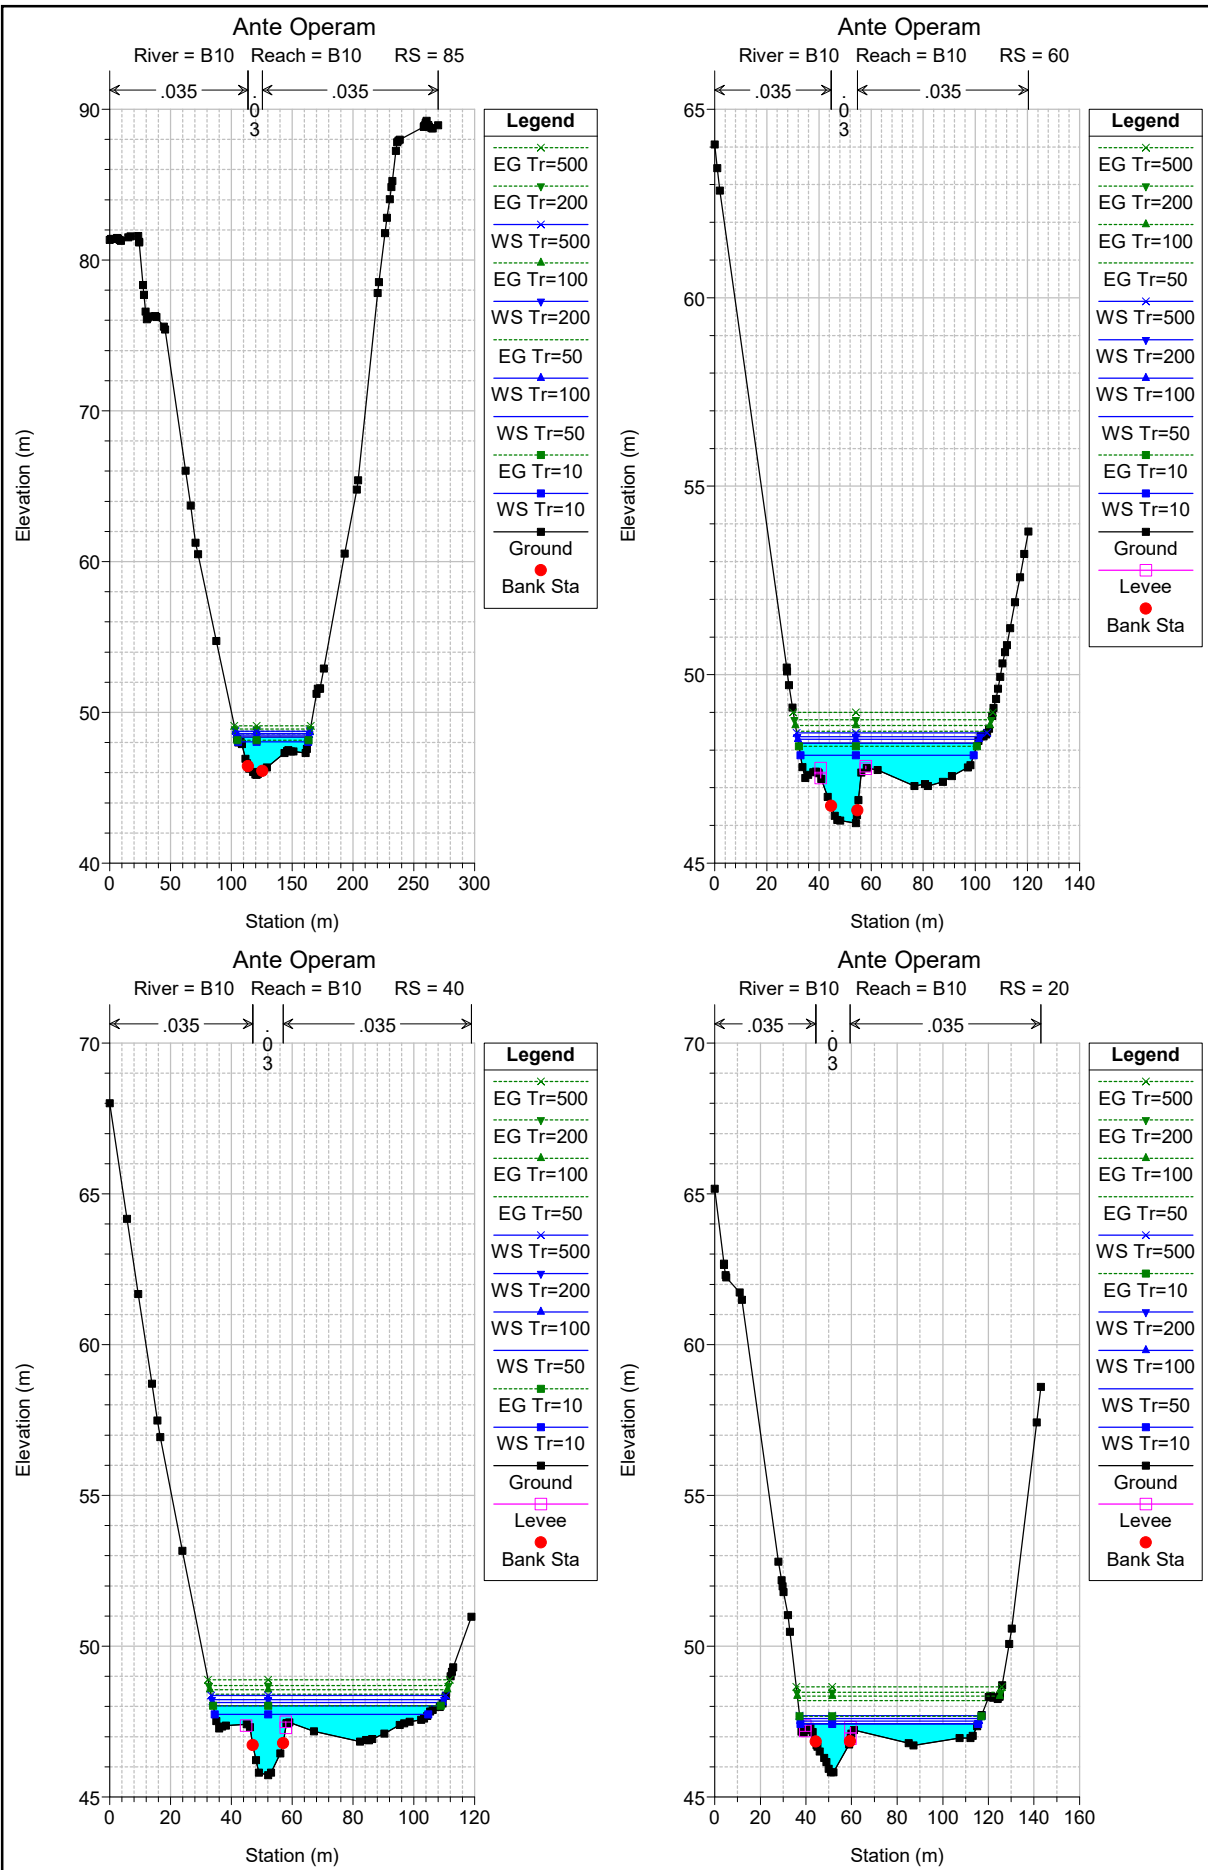 Ante Operam
River = B10 Reach = B10 RS = 85
.035 .03 .035
Legend
EG Tr=500
EG Tr=200
WS Tr=500
EG Tr=100
WS Tr=200
EG Tr=50
WS Tr=100
WS Tr=50
EG Tr=10
WS Tr=10
Ground
Bank Sta
90
80
70
60
50
40
Elevation (m)
0 50 100 150 200 250 300
Station (m)
Ante Operam
River = B10 Reach = B10 RS = 60
.035 .03 .035
Legend
EG Tr=500
EG Tr=200
EG Tr=100
EG Tr=50
WS Tr=500
WS Tr=200
WS Tr=100
WS Tr=50
EG Tr=10
WS Tr=10
Ground
Levee
Bank Sta
65
60
55
50
45
Elevation (m)
0 20 40 60 80 100 120 140
Station (m)
Ante Operam
River = B10 Reach = B10 RS = 40
.035 .03 .035
Legend
EG Tr=500
EG Tr=200
EG Tr=100
EG Tr=50
WS Tr=500
WS Tr=200
WS Tr=100
WS Tr=50
EG Tr=10
WS Tr=10
Ground
Levee
Bank Sta
70
65
60
55
50
45
Elevation (m)
0 20 40 60 80 100 120
Station (m)
Ante Operam
River = B10 Reach = B10 RS = 20
.035 .03 .035
Legend
EG Tr=500
EG Tr=200
EG Tr=100
EG Tr=50
WS Tr=500
EG Tr=10
WS Tr=200
WS Tr=100
WS Tr=50
WS Tr=10
Ground
Levee
Bank Sta
70
65
60
55
50
45
Elevation (m)
0 20 40 60 80 100 120 140 160
Station (m)